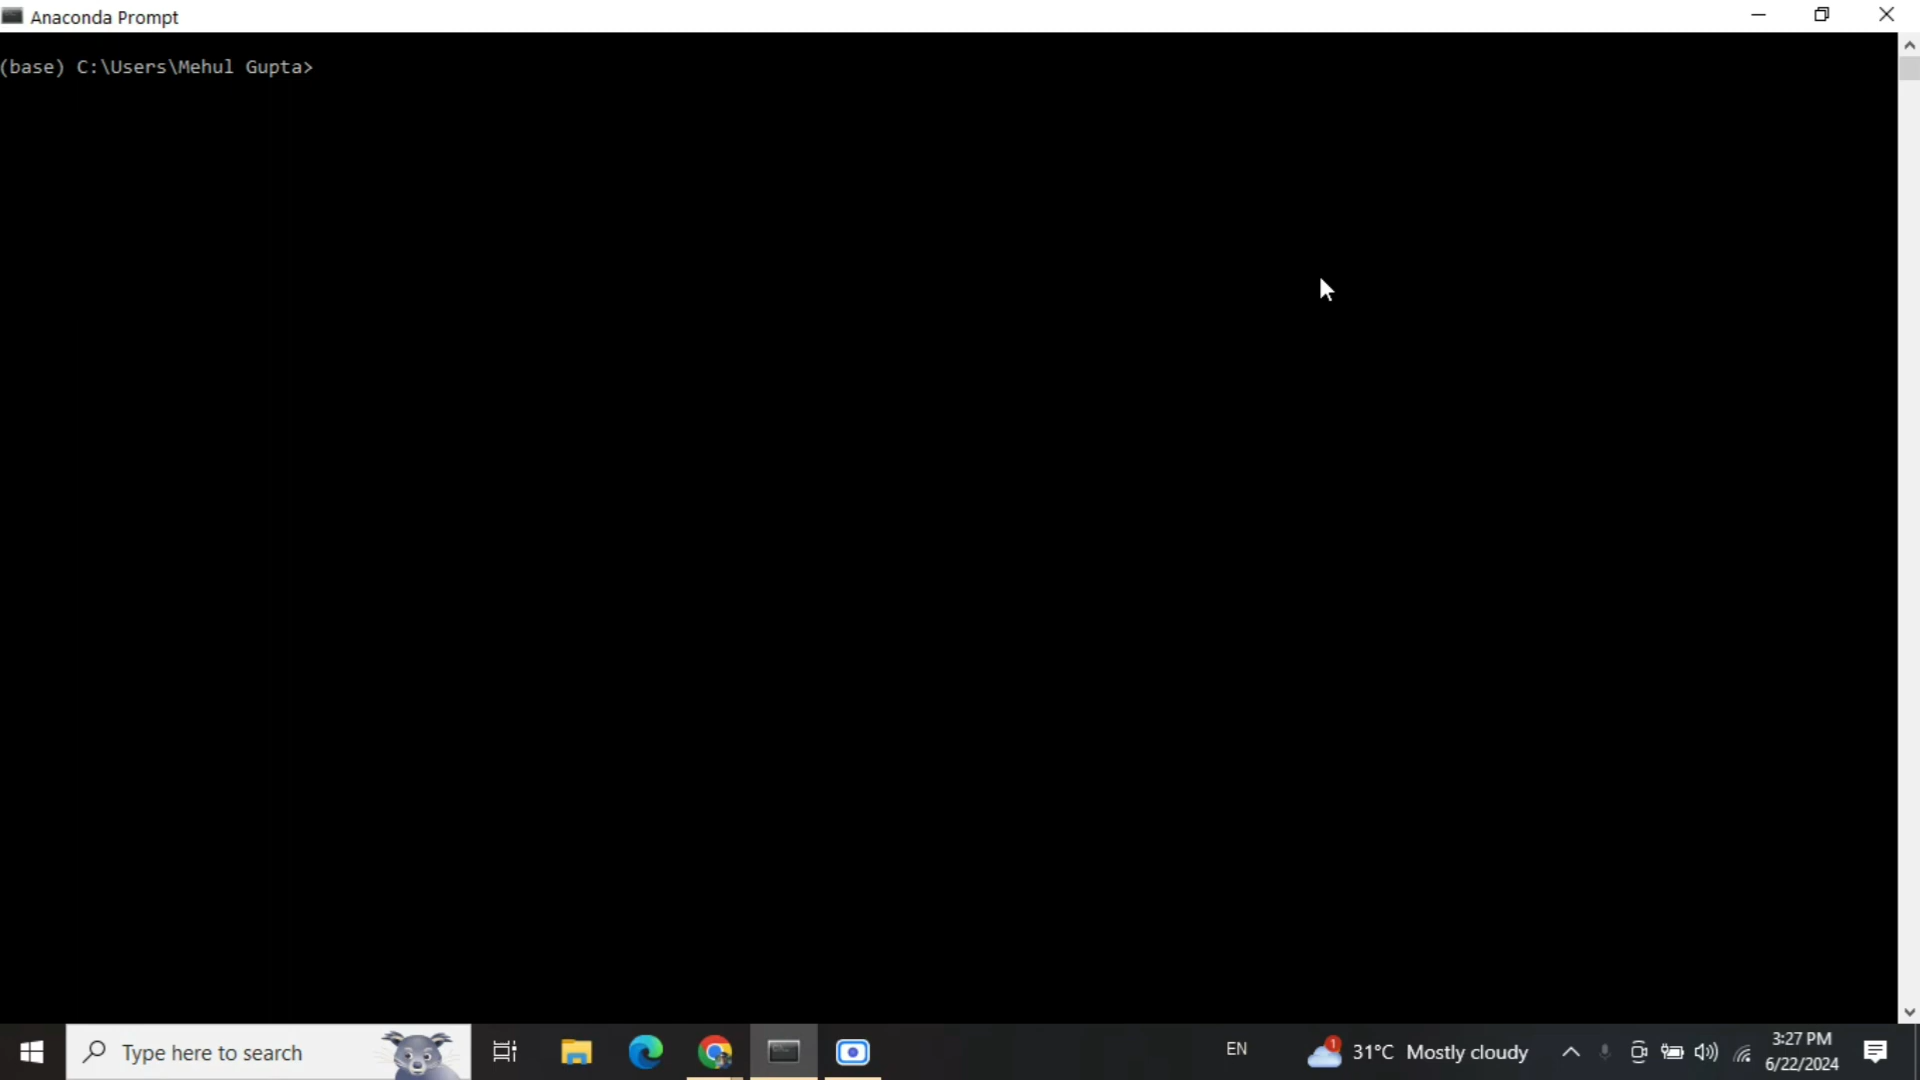 Anaconda Prompt
(base) C:\Users\Mehul Gupta>
Type here to search
EN
1
31°C Mostly cloudy
3:27 PM
6/22/2024